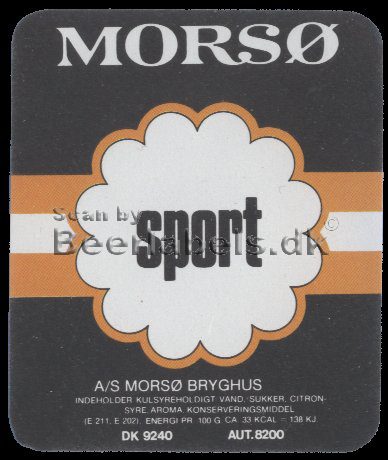 MORSØ
Scan by
sport
©
Beerlabels.dk
A/S MORSØ BRYGHUS
INDEHOLDER KULSYREHOLDIGT VAND, SUKKER, CITRON-
SYRE, AROMA, KONSERVERINGSMIDDEL
(E 211, E 202). ENERGI PR. 100 G. CA. 33 KCAL = 138 KJ.
DK 9240 AUT. 8200